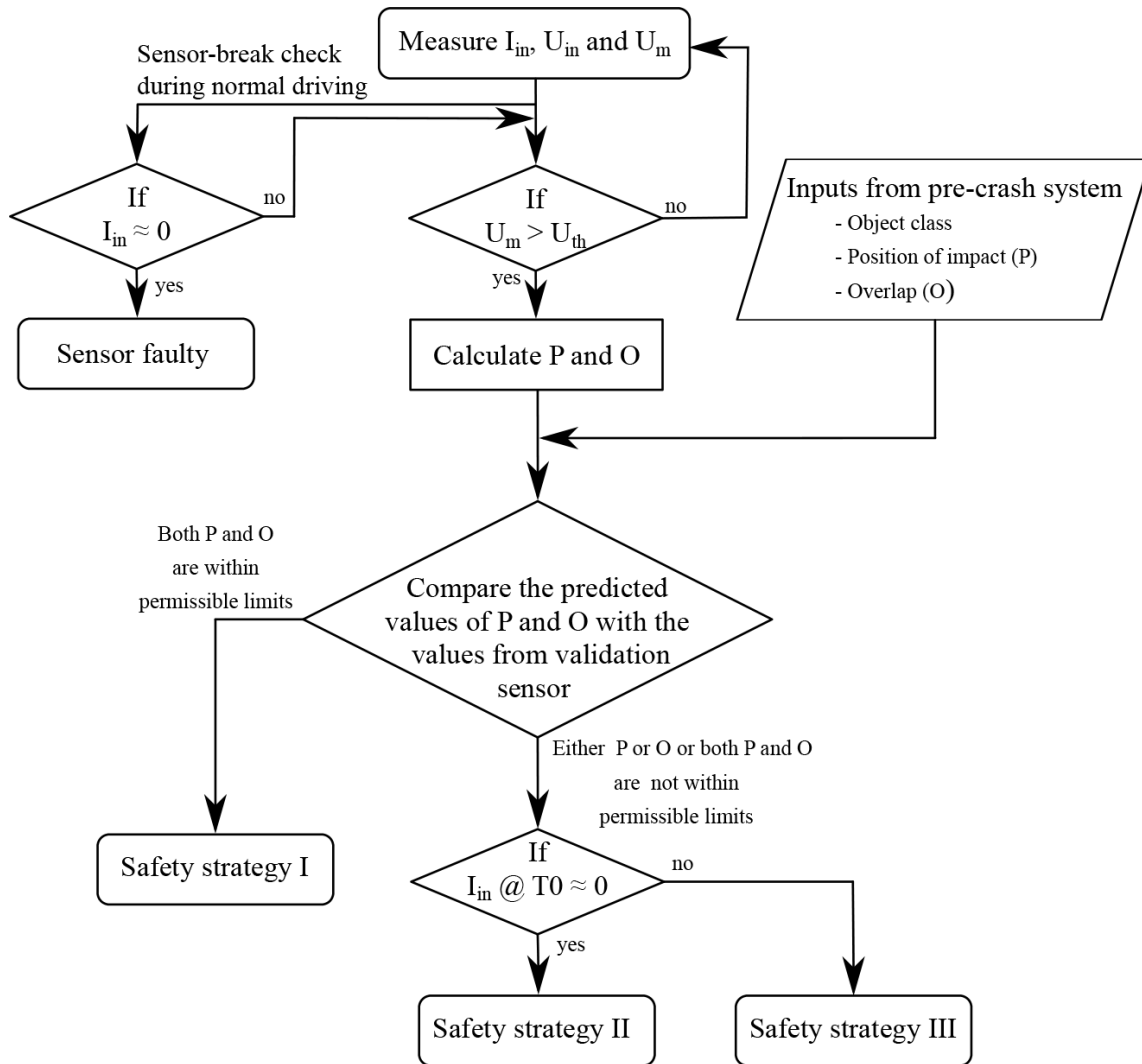 Measure I_in, U_in and U_m
Sensor-break check
during normal driving
If
I_in ≈ 0
no
yes
Sensor faulty
If
U_m > U_th
no
yes
Calculate P and O
Inputs from pre-crash system
- Object class
- Position of impact (P)
- Overlap (O)
Both P and O
are within
permissible limits
Compare the predicted
values of P and O with the
values from validation
sensor
Either P or O or both P and O
are not within
permissible limits
Safety strategy I
If
I_in @ T0 ≈ 0
no
yes
Safety strategy II
Safety strategy III